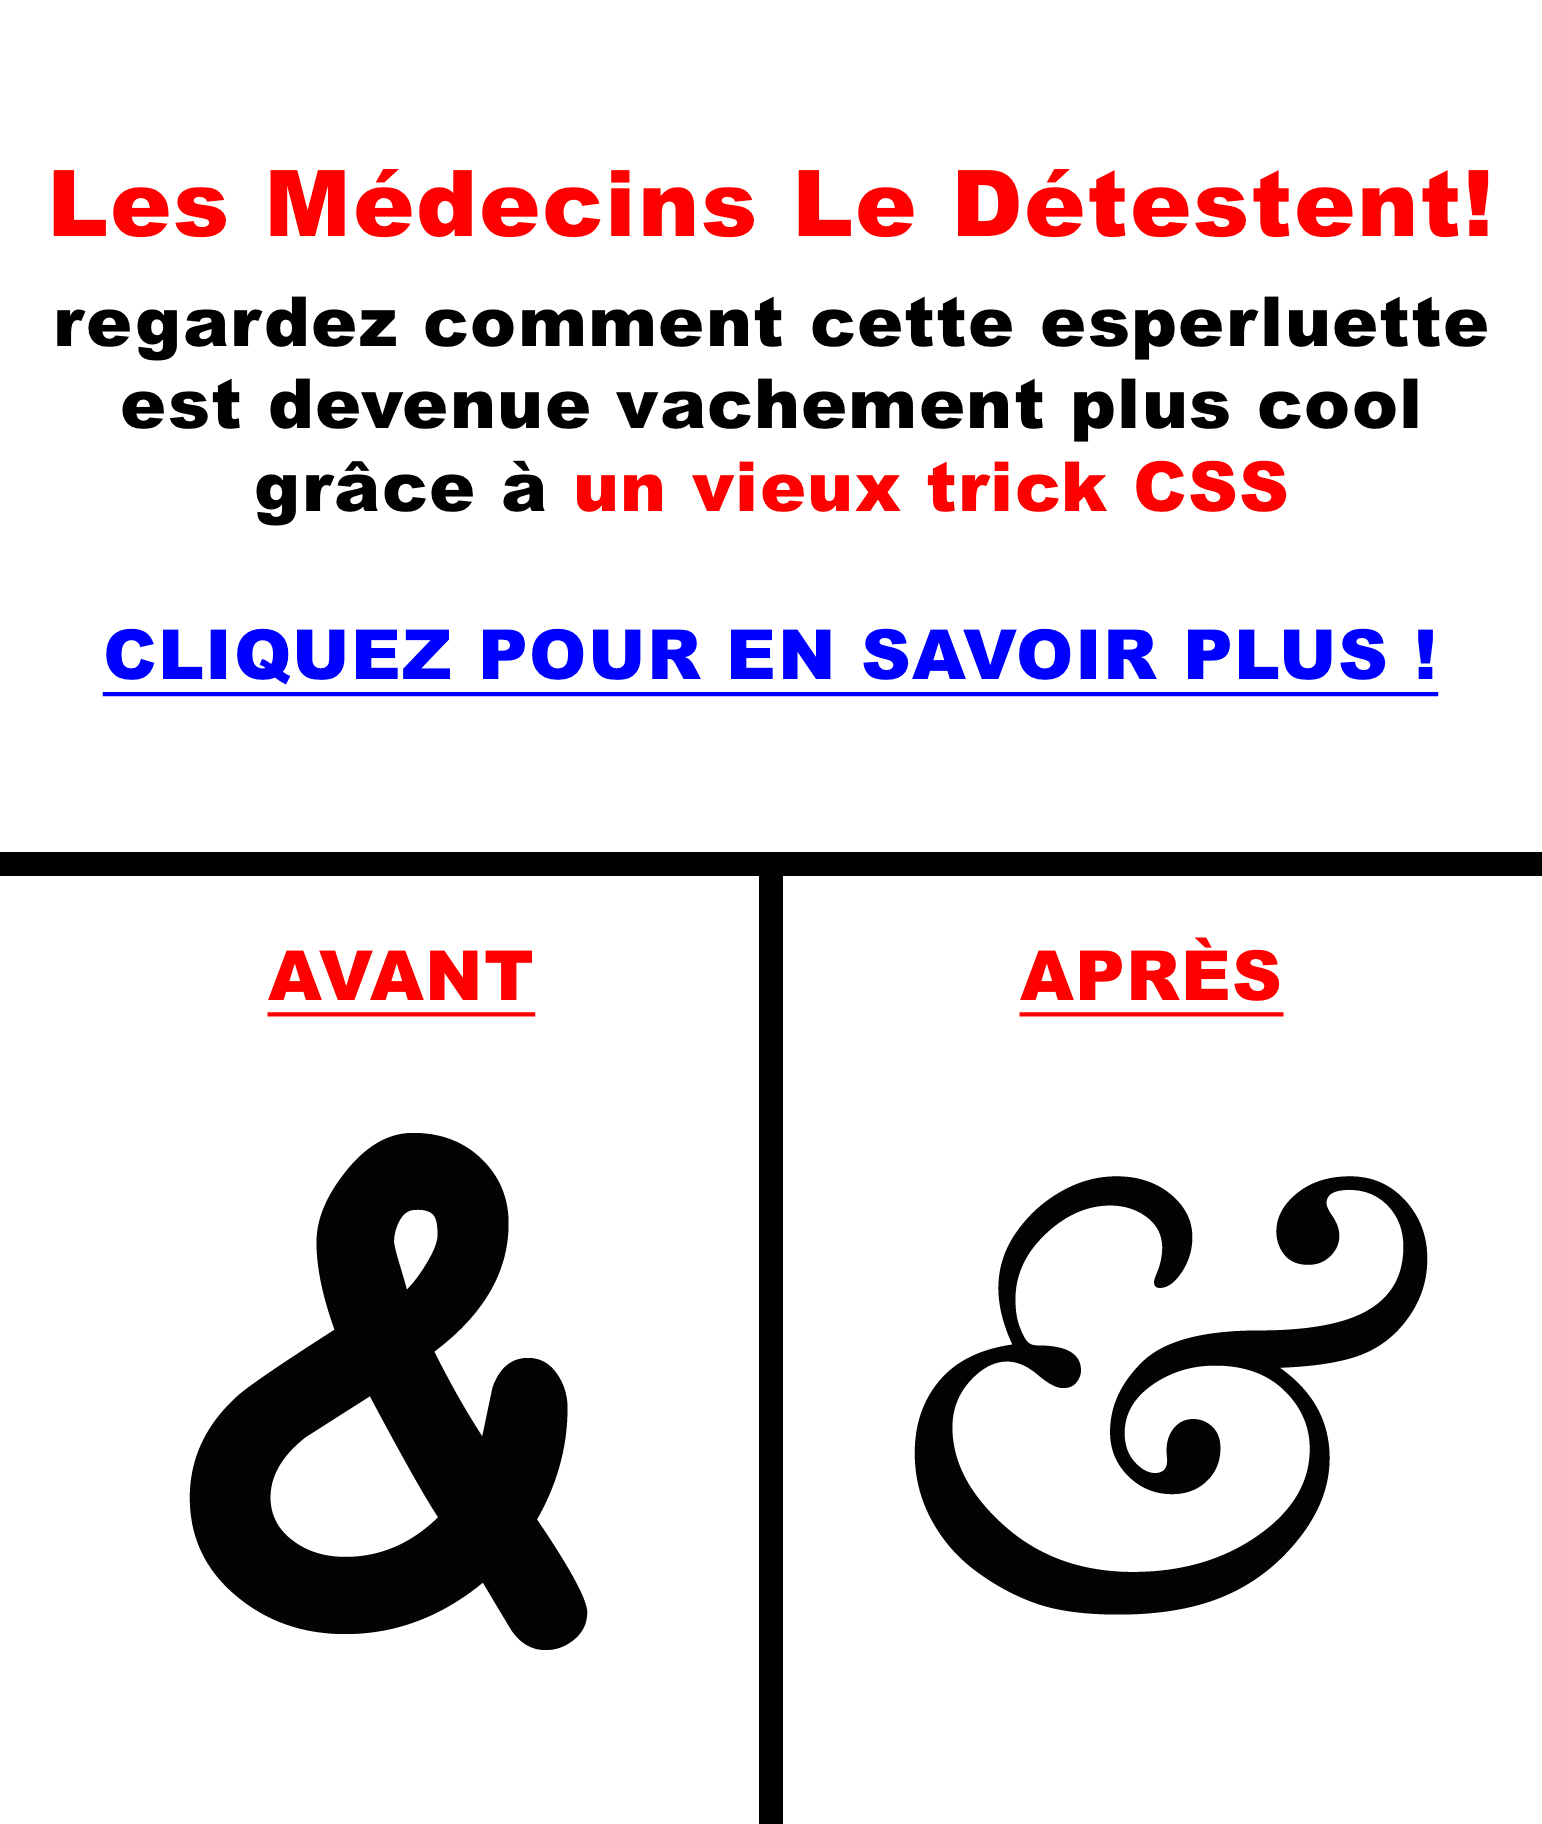 Les Médecins Le Détestent!
regardez comment cette esperluette
est devenue vachement plus cool
grâce à un vieux trick CSS
CLIQUEZ POUR EN SAVOIR PLUS !
AVANT
APRÈS
&
&